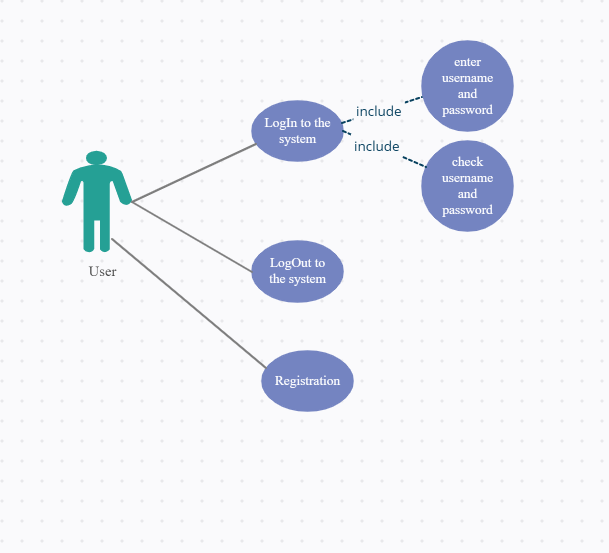 enter
username
and
password
LogIn to the
system
include
include
check
username
and
password
User
LogOut to
the system
Registration